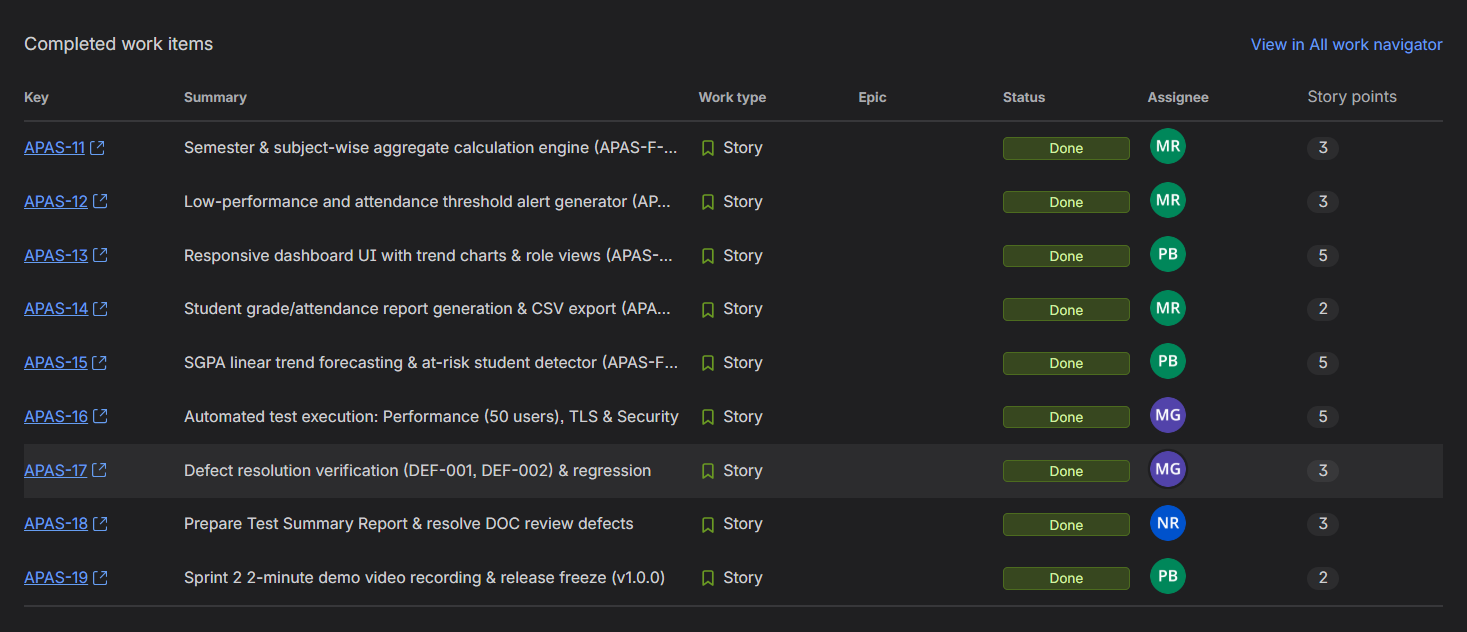 Completed work items View in All work navigator
Key Summary Work type Epic Status Assignee Story points
APAS-11 Semester & subject-wise aggregate calculation engine (APAS-F-... Story Done MR 3
APAS-12 Low-performance and attendance threshold alert generator (AP... Story Done MR 3
APAS-13 Responsive dashboard UI with trend charts & role views (APAS-... Story Done PB 5
APAS-14 Student grade/attendance report generation & CSV export (APA... Story Done MR 2
APAS-15 SGPA linear trend forecasting & at-risk student detector (APAS-F... Story Done PB 5
APAS-16 Automated test execution: Performance (50 users), TLS & Security Story Done MG 5
APAS-17 Defect resolution verification (DEF-001, DEF-002) & regression Story Done MG 3
APAS-18 Prepare Test Summary Report & resolve DOC review defects Story Done NR 3
APAS-19 Sprint 2 2-minute demo video recording & release freeze (v1.0.0) Story Done PB 2